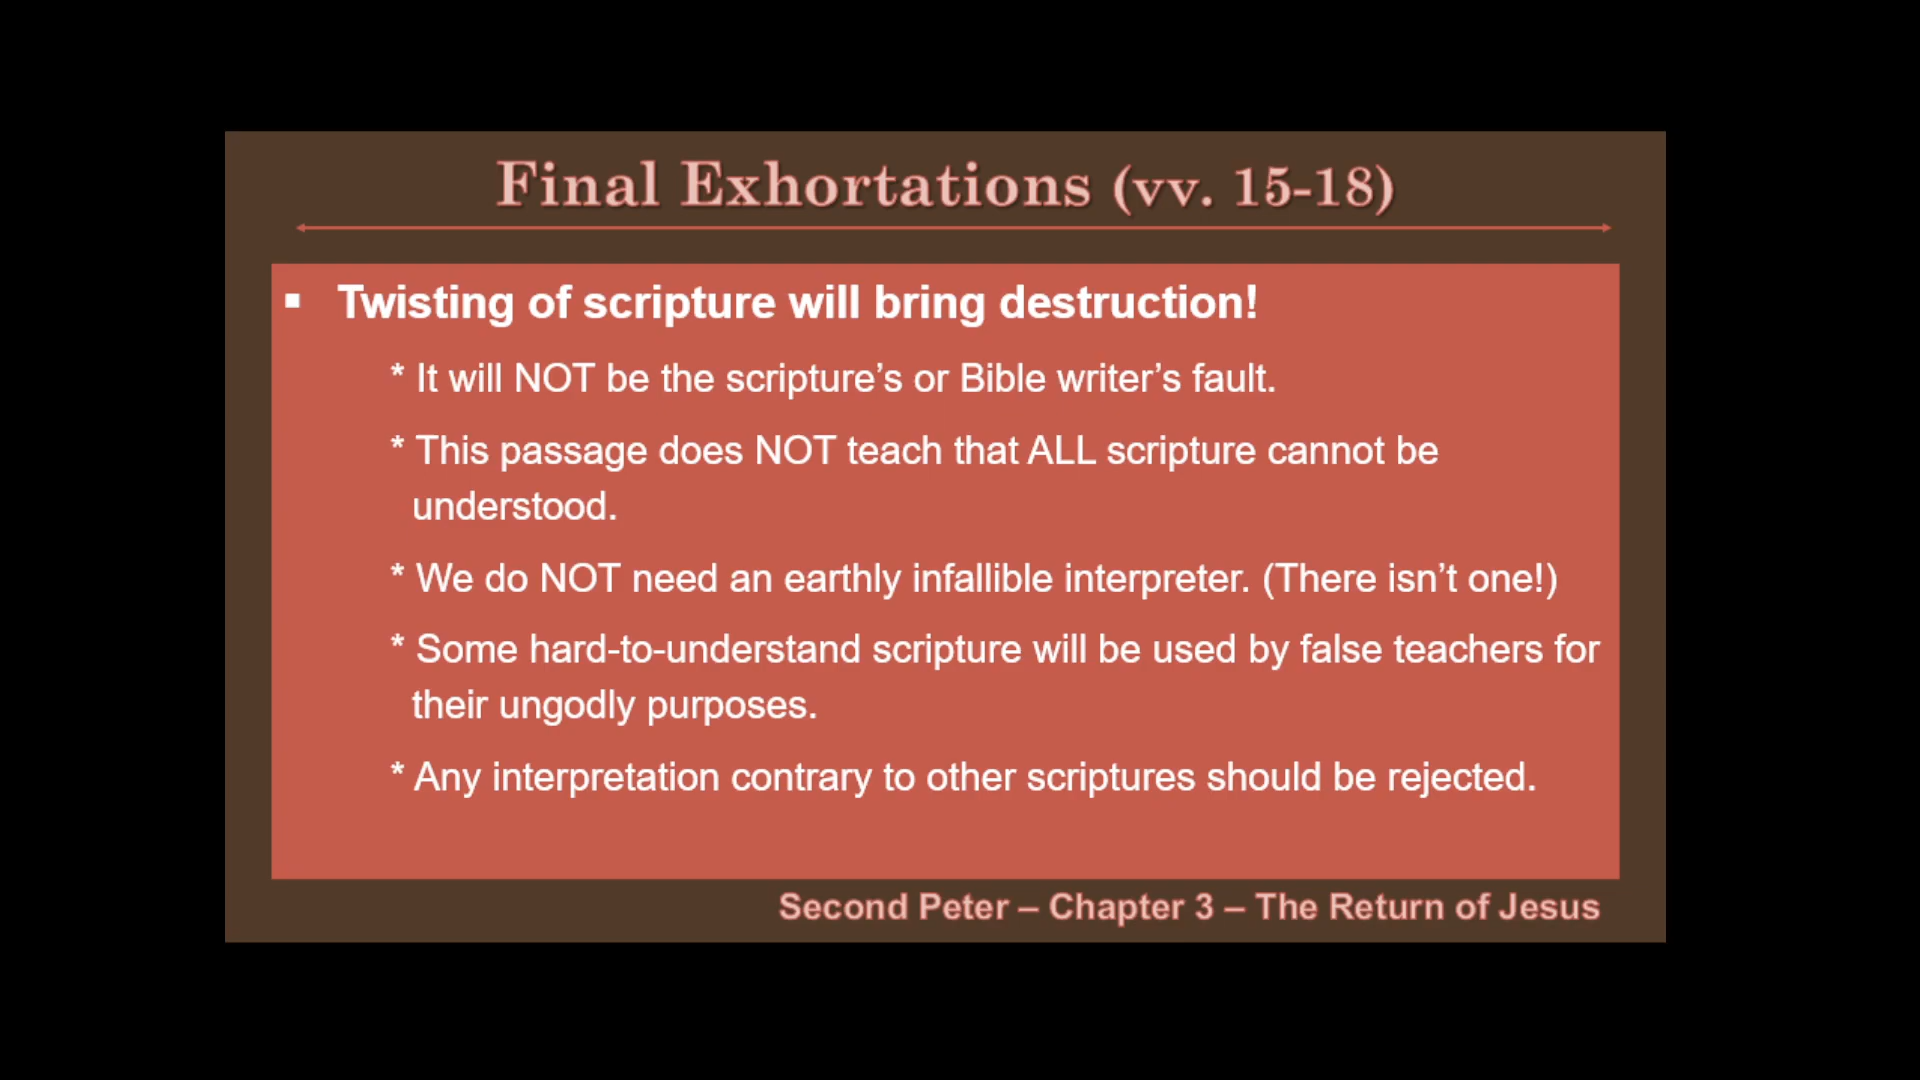 Final Exhortations (vv. 15-18)
▪ Twisting of scripture will bring destruction!
* It will NOT be the scripture’s or Bible writer’s fault.
* This passage does NOT teach that ALL scripture cannot be
understood.
* We do NOT need an earthly infallible interpreter. (There isn’t one!)
* Some hard-to-understand scripture will be used by false teachers for
their ungodly purposes.
* Any interpretation contrary to other scriptures should be rejected.
Second Peter – Chapter 3 – The Return of Jesus